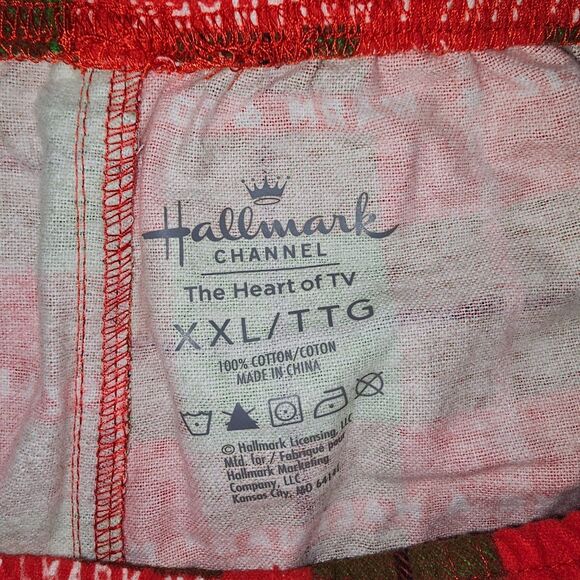 Hallmark
CHANNEL
The Heart of TV
XXL/TTG
100% COTTON/COTON
MADE IN CHINA
© Hallmark Licensing, LLC
Mfd. for / Fabriqué pour
Hallmark Marketing
Company, LLC
Kansas City, MO